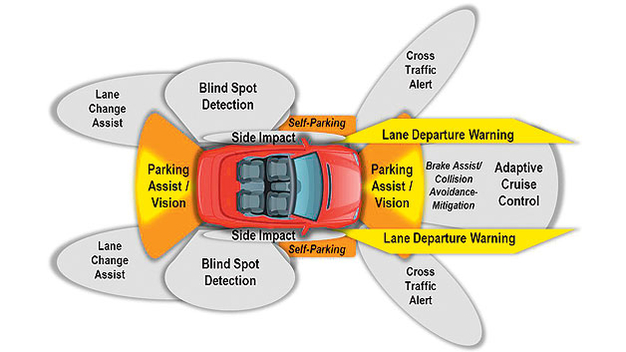 Cross
Traffic
Alert
Lane
Change
Assist
Blind Spot
Detection
Self-Parking
Side Impact
Lane Departure Warning
Parking
Assist /
Vision
Parking
Assist /
Vision
Brake Assist/
Collision
Avoidance-
Mitigation
Adaptive
Cruise
Control
Side Impact
Lane Departure Warning
Self-Parking
Lane
Change
Assist
Blind Spot
Detection
Cross
Traffic
Alert